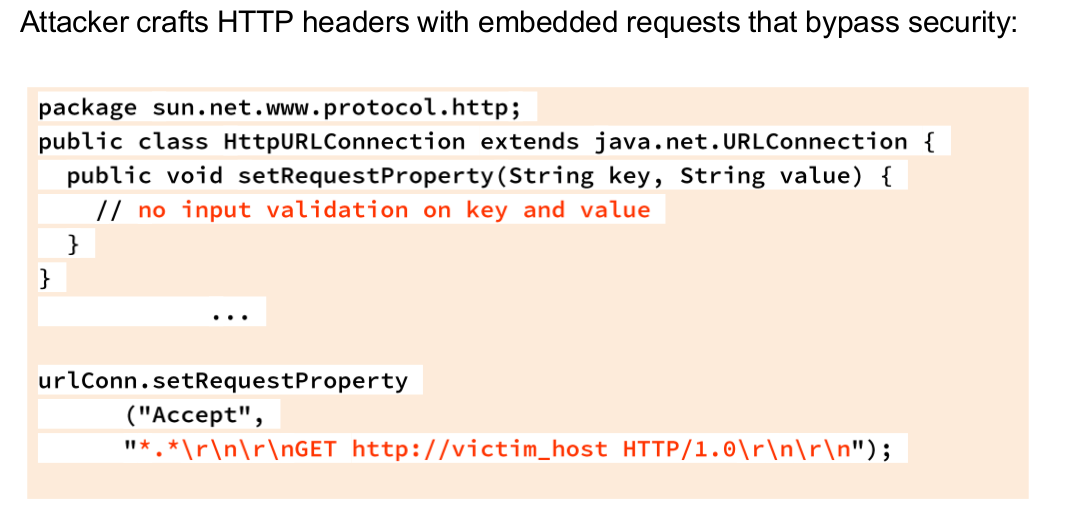 Attacker crafts HTTP headers with embedded requests that bypass security:
package sun.net.www.protocol.http;
public class HttpURLConnection extends java.net.URLConnection {
public void setRequestProperty(String key, String value) {
// no input validation on key and value
}
}
...
urlConn.setRequestProperty
("Accept",
"*.*\r\n\r\nGET http://victim_host HTTP/1.0\r\n\r\n");